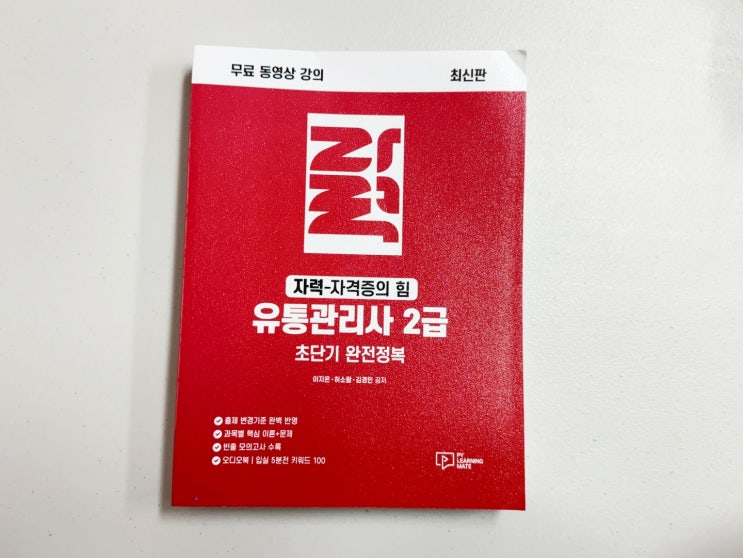 무료 동영상 강의
최신판
자력
자력-자격증의 힘
유통관리사 2급
초단기 완전정복
이지은·허소월·김경민 공저
출제 변경기준 완벽 반영
과목별 핵심 이론+문제
빈출 모의고사 수록
오디오북 | 입실 5분전 키워드 100
PY
LEARNING
MATE